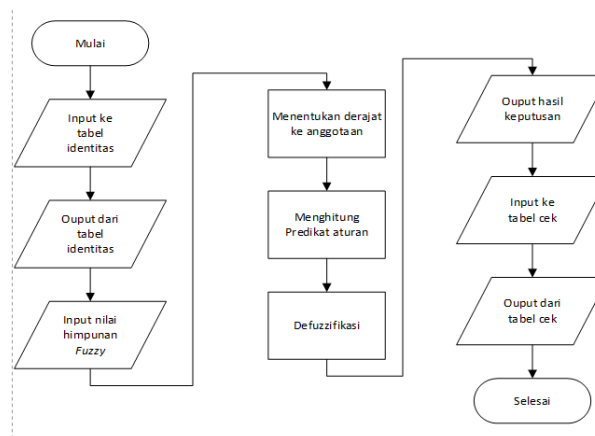 Mulai
Input ke
tabel
identitas
Ouput dari
tabel
identitas
Input nilai
himpunan
Fuzzy
Menentukan derajat
ke anggotaan
Menghitung
Predikat aturan
Defuzzifikasi
Ouput hasil
keputusan
Input ke
tabel cek
Ouput dari
tabel cek
Selesai